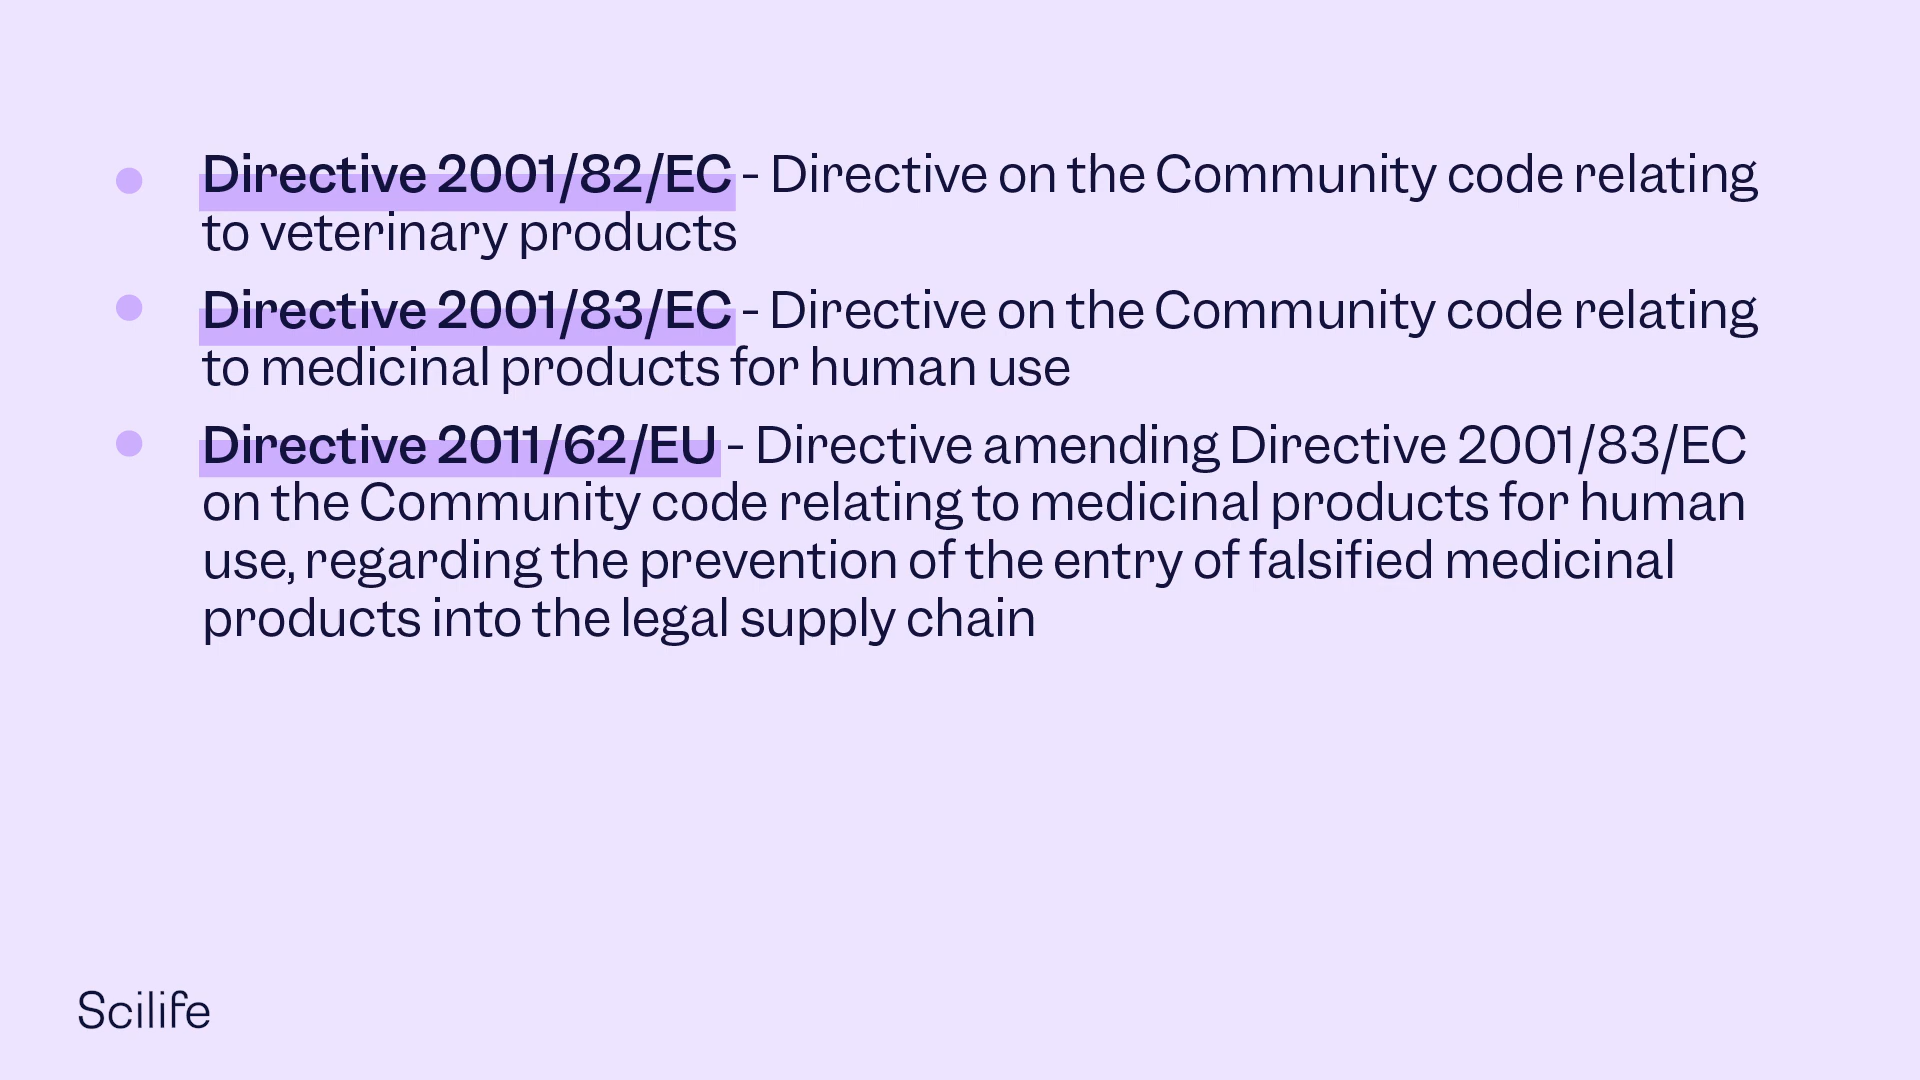 Directive 2001/82/EC - Directive on the Community code relating
to veterinary products
Directive 2001/83/EC - Directive on the Community code relating
to medicinal products for human use
Directive 2011/62/EU - Directive amending Directive 2001/83/EC
on the Community code relating to medicinal products for human
use, regarding the prevention of the entry of falsified medicinal
products into the legal supply chain
Scilife